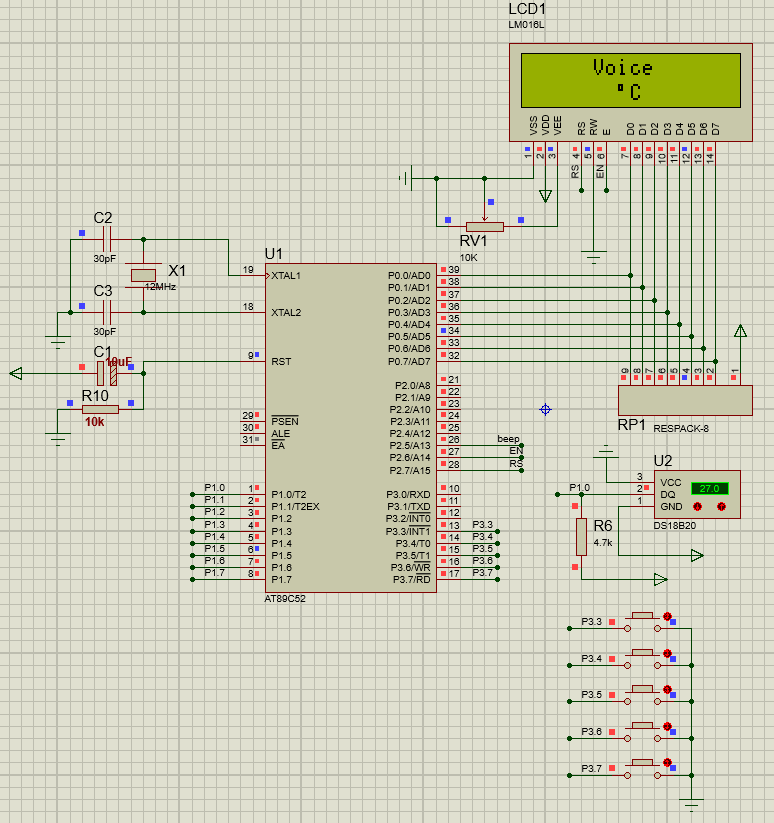 LCD1
LM016L
Voice
°C
VSS VDD VEE RS RW E D0 D1 D2 D3 D4 D5 D6 D7
1 2 3 4 5 6 7 8 9 10 11 12 13 14
RS EN
RV1
10K
C2
30pF
X1
12MHz
C3
30pF
C1
10uF
R10
10k
U1
19 XTAL1
18 XTAL2
9 RST
29 PSEN
30 ALE
31 EA
P1.0 1 P1.0/T2
P1.1 2 P1.1/T2EX
P1.2 3 P1.2
P1.3 4 P1.3
P1.4 5 P1.4
P1.5 6 P1.5
P1.6 7 P1.6
P1.7 8 P1.7
P0.0/AD0 39
P0.1/AD1 38
P0.2/AD2 37
P0.3/AD3 36
P0.4/AD4 35
P0.5/AD5 34
P0.6/AD6 33
P0.7/AD7 32
P2.0/A8 21
P2.1/A9 22
P2.2/A10 23
P2.3/A11 24
P2.4/A12 25
P2.5/A13 26 beep
P2.6/A14 27 EN
P2.7/A15 28 RS
P3.0/RXD 10
P3.1/TXD 11
P3.2/INT0 12
P3.3/INT1 13 P3.3
P3.4/T0 14 P3.4
P3.5/T1 15 P3.5
P3.6/WR 16 P3.6
P3.7/RD 17 P3.7
AT89C52
9 8 7 6 5 4 3 2 1
RP1
RESPACK-8
U2
3 VCC
P1.0 2 DQ 27.0
1 GND
DS18B20
R6
4.7k
P3.3
P3.4
P3.5
P3.6
P3.7